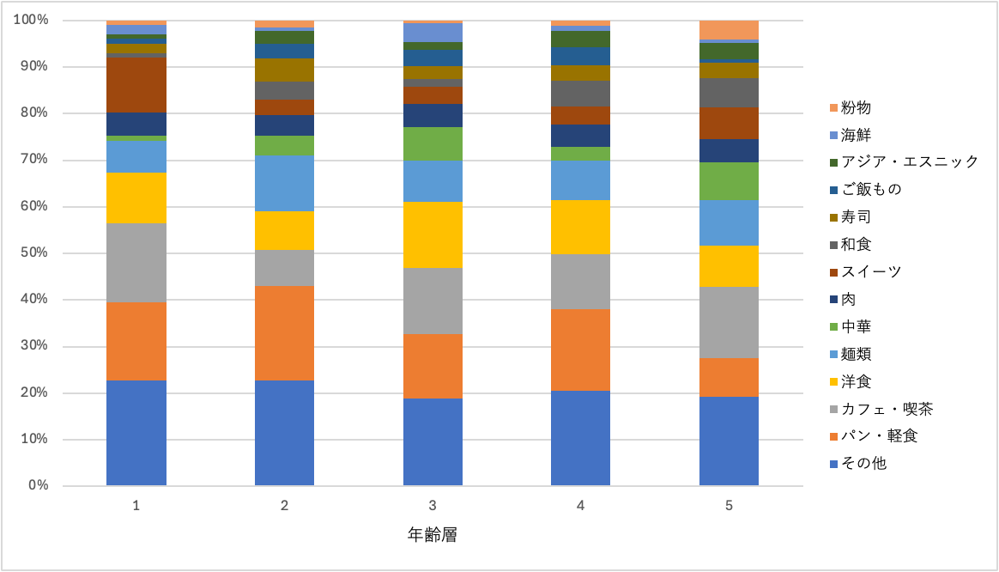 100%
90%
80%
70%
60%
50%
40%
30%
20%
10%
0%
1 2 3 4 5
年齢層
粉物
海鮮
アジア・エスニック
ご飯もの
寿司
和食
スイーツ
肉
中華
麺類
洋食
カフェ・喫茶
パン・軽食
その他